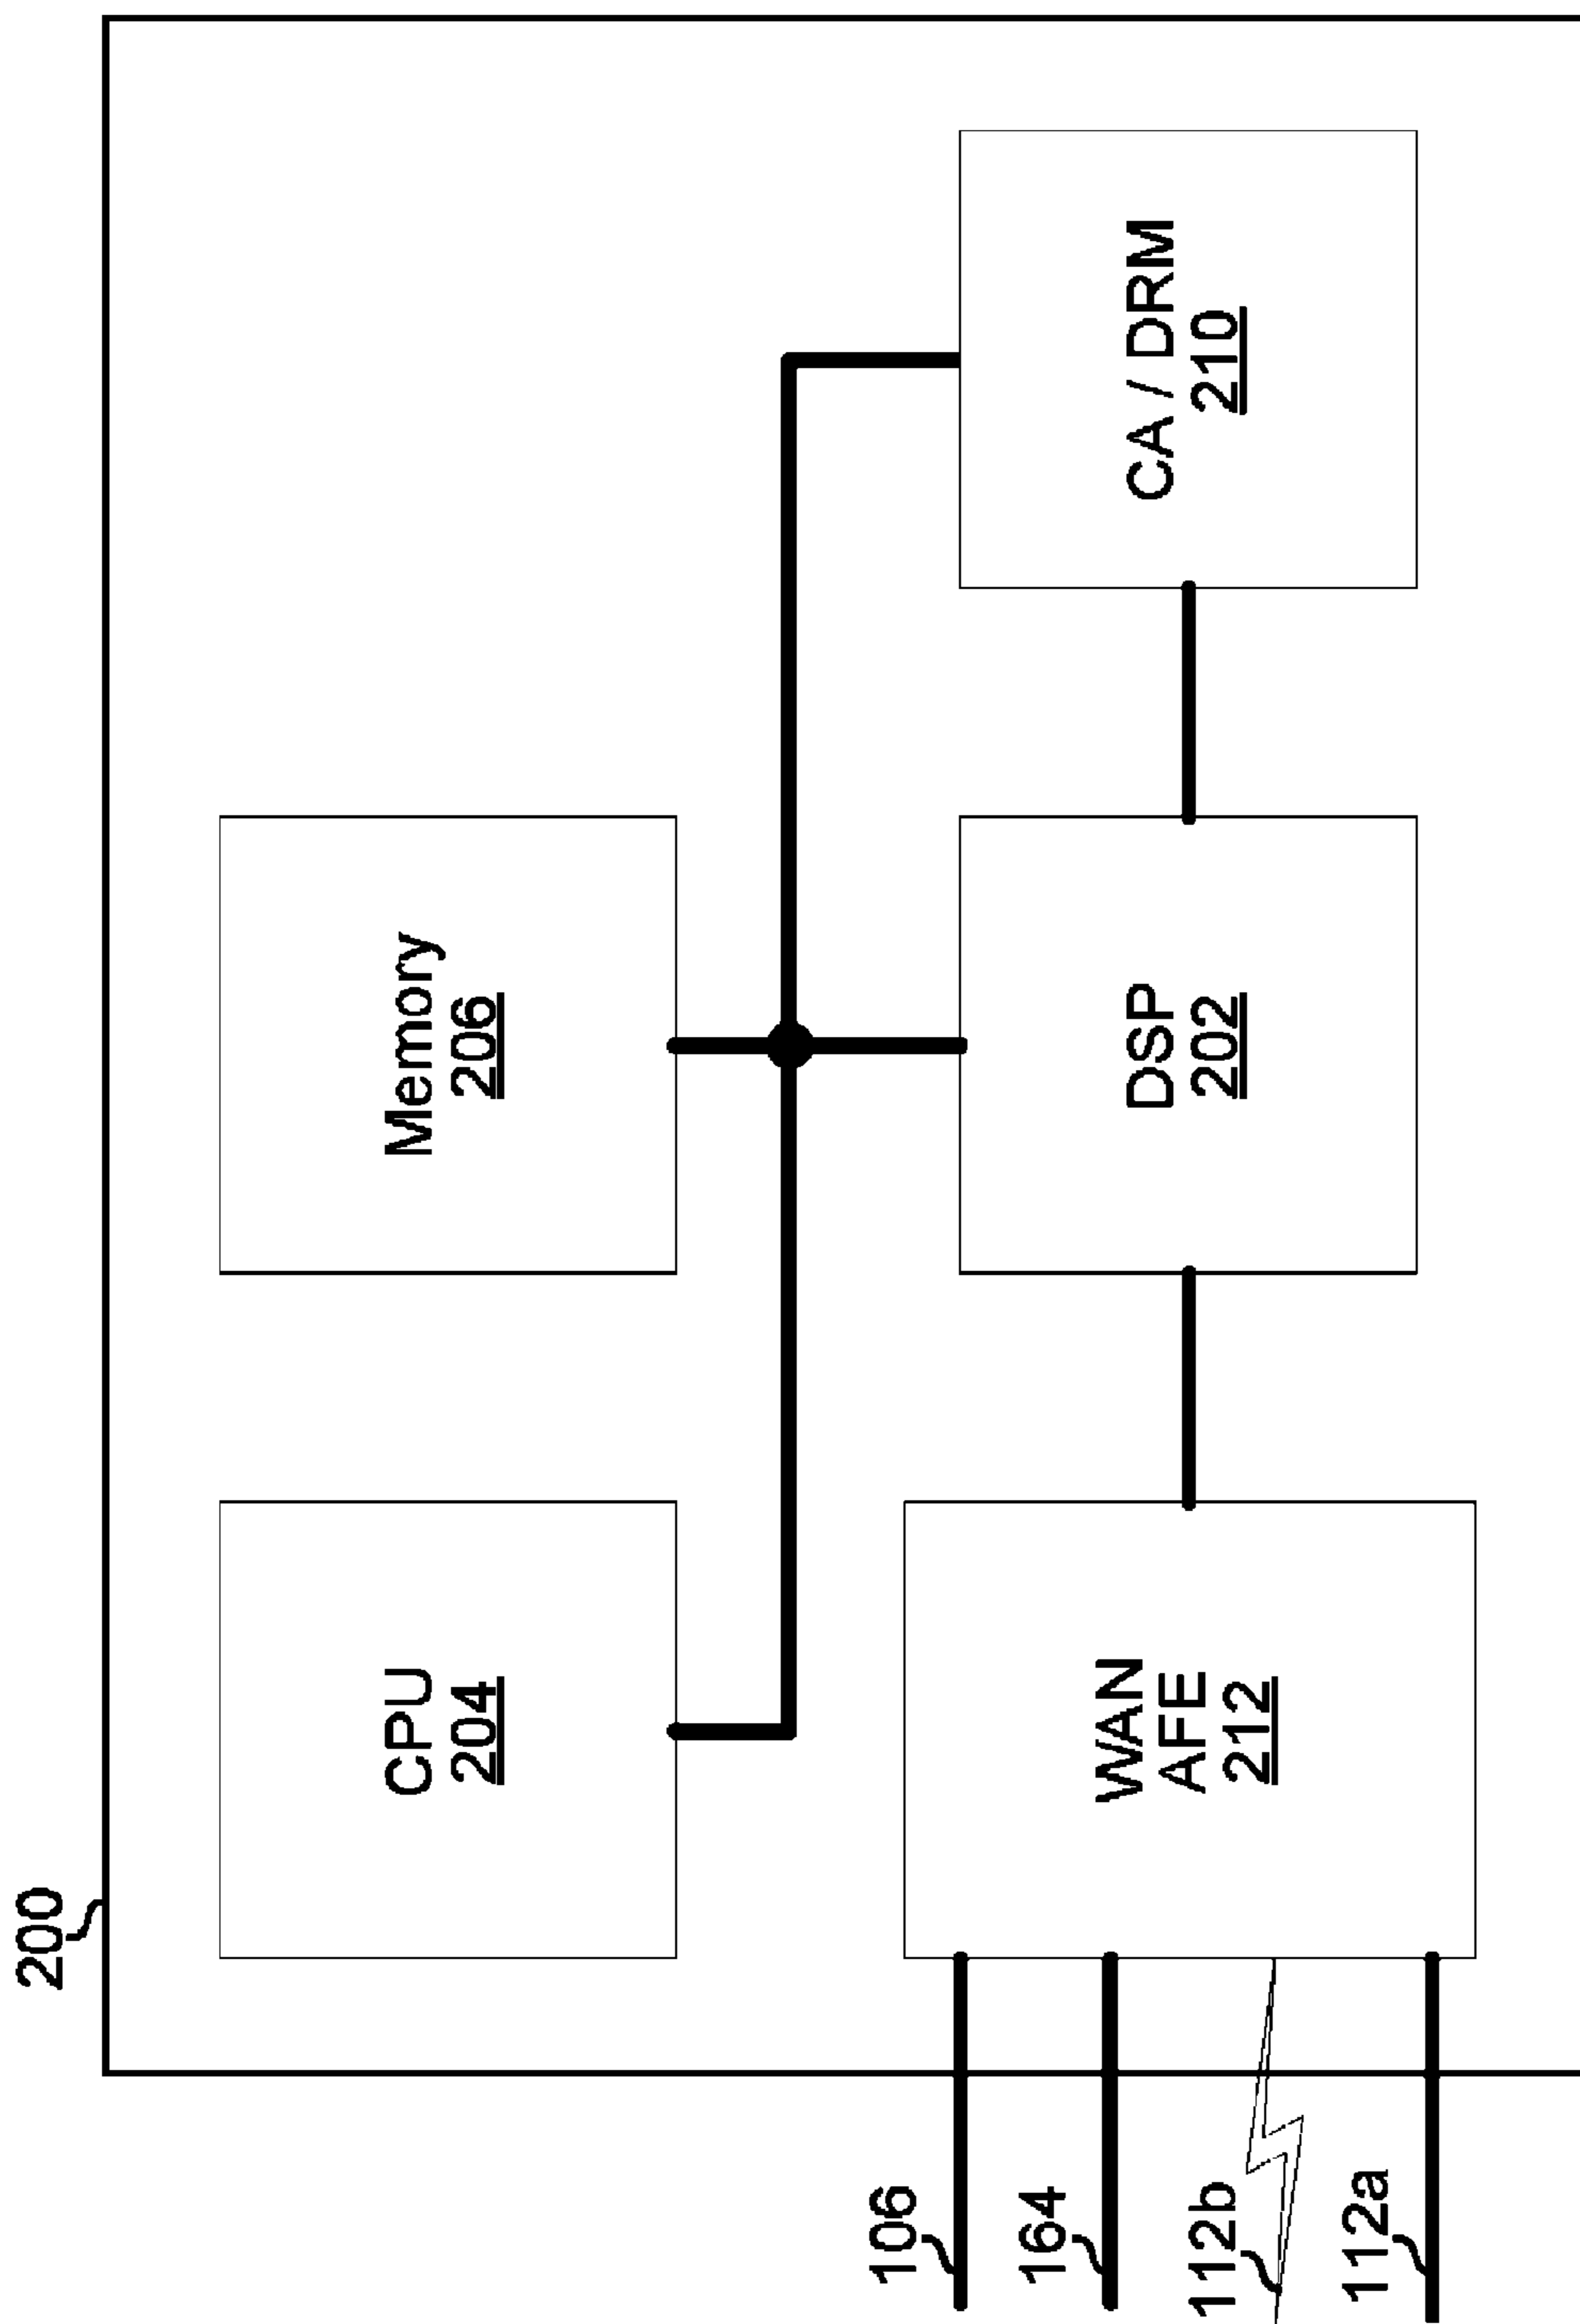 200
CPU
204
Memory
206
WAN
AFE
212
DSP
202
CA / DRM
210
106
164
112b
112a